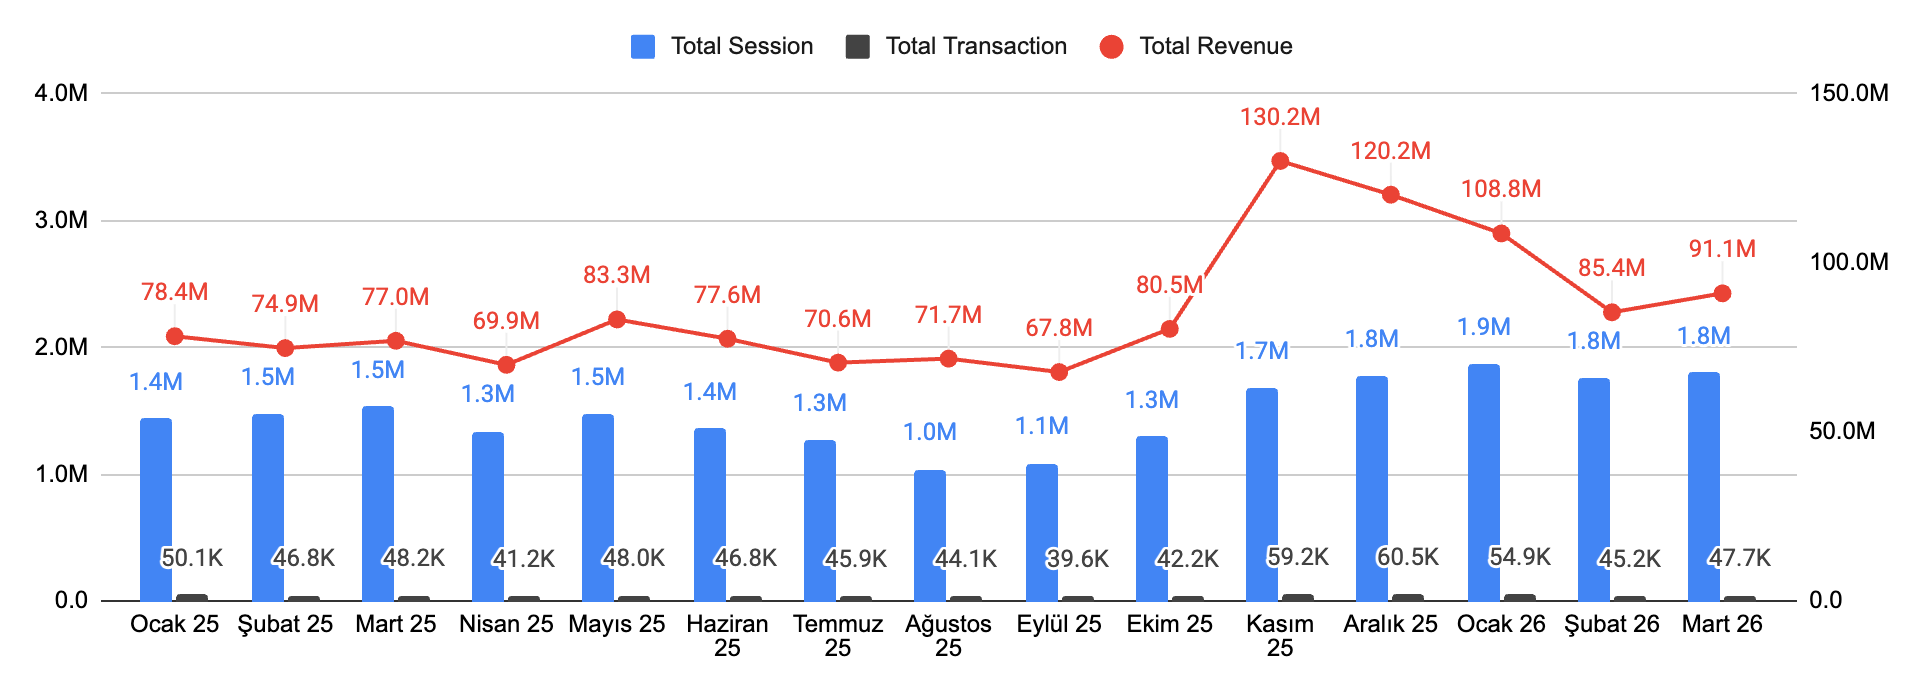 Total Session Total Transaction Total Revenue
4.0M 150.0M
130.2M
120.2M
108.8M
3.0M
91.1M
83.3M 85.4M 100.0M
78.4M 74.9M 77.0M 77.6M 80.5M
69.9M 70.6M 71.7M 67.8M
1.9M
1.8M 1.8M 1.8M
2.0M 1.7M
1.4M 1.5M 1.5M 1.3M 1.5M 1.4M 1.3M 1.0M 1.1M 1.3M
50.0M
1.0M
50.1K 46.8K 48.2K 41.2K 48.0K 46.8K 45.9K 44.1K 39.6K 42.2K 59.2K 60.5K 54.9K 45.2K 47.7K
0.0 0.0
Ocak 25 Şubat 25 Mart 25 Nisan 25 Mayıs 25 Haziran 25 Temmuz 25 Ağustos 25 Eylül 25 Ekim 25 Kasım 25 Aralık 25 Ocak 26 Şubat 26 Mart 26